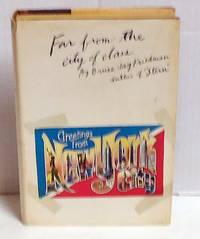 Far from the
city of class
By Bruce Jay Friedman
author of "Stern"
Greetings
From
New York
City